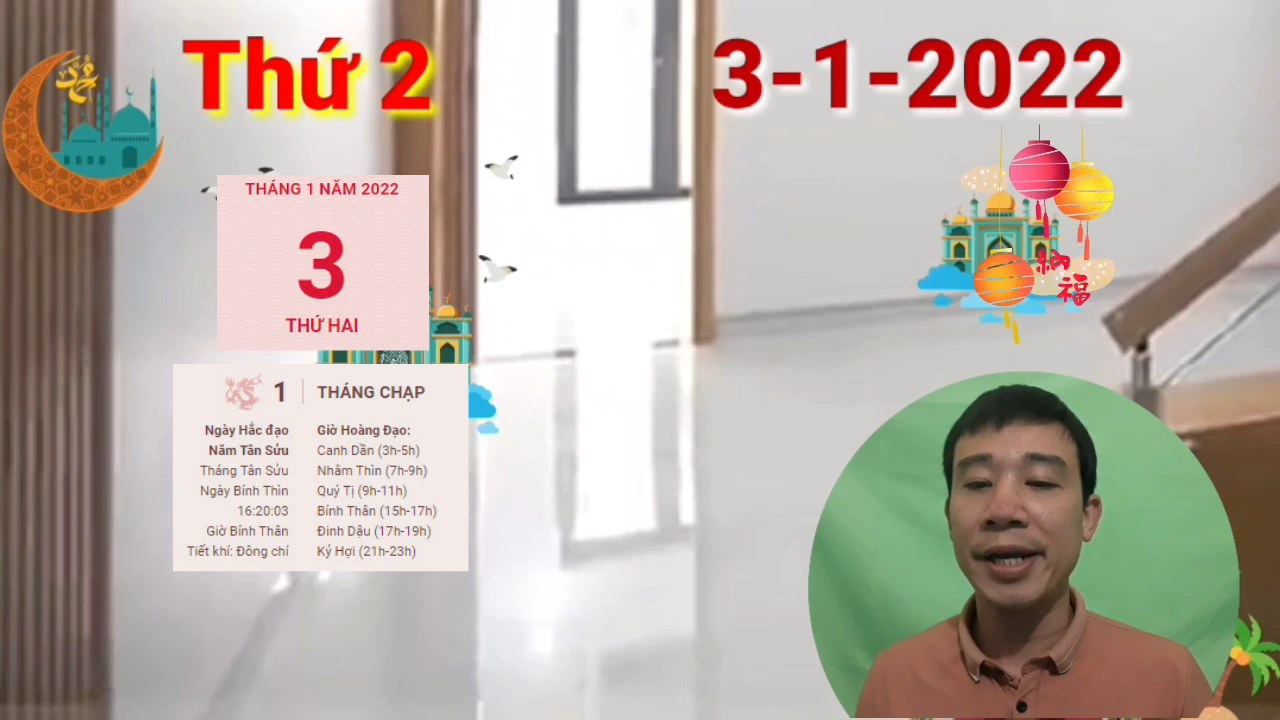 Thứ 2
3-1-2022
THÁNG 1 NĂM 2022
3
THỨ HAI
1 THÁNG CHẠP
Ngày Hắc đạo
Năm Tân Sửu
Tháng Tân Sửu
Ngày Bính Thìn
16:20:03
Giờ Bính Thân
Tiết khí: Đông chí
Giờ Hoàng Đạo:
Canh Dần (3h-5h)
Nhâm Thìn (7h-9h)
Quý Tị (9h-11h)
Bính Thân (15h-17h)
Đinh Dậu (17h-19h)
Kỷ Hợi (21h-23h)
納福